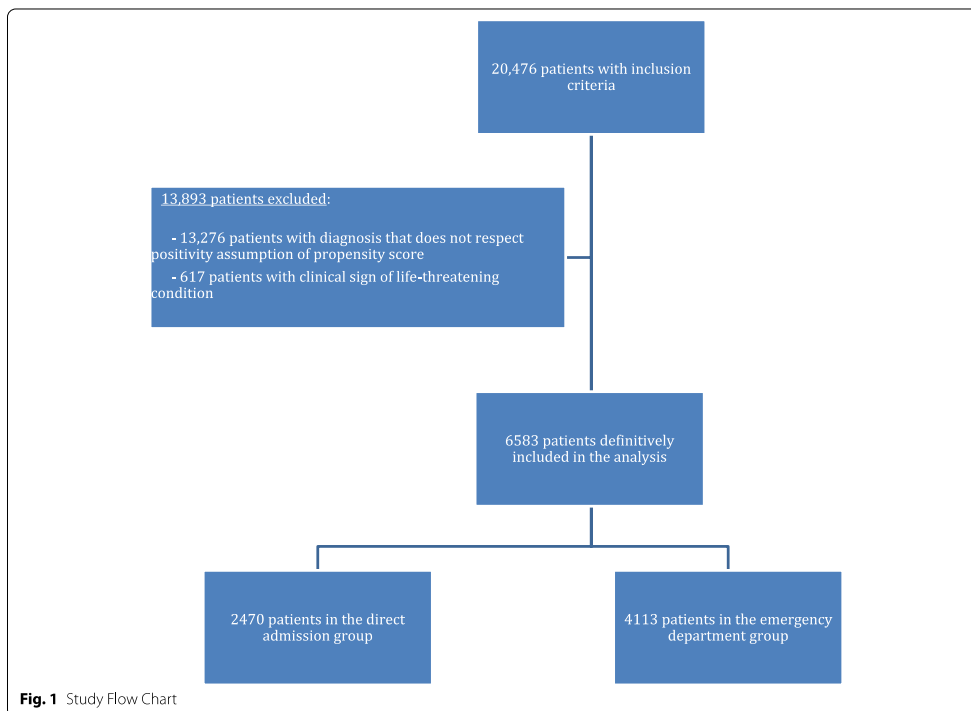 20,476 patients with inclusion
criteria
13,893 patients excluded:
- 13,276 patients with diagnosis that does not respect
positivity assumption of propensity score
- 617 patients with clinical sign of life-threatening
condition
6583 patients definitively
included in the analysis
2470 patients in the direct
admission group
4113 patients in the emergency
department group
Fig. 1 Study Flow Chart